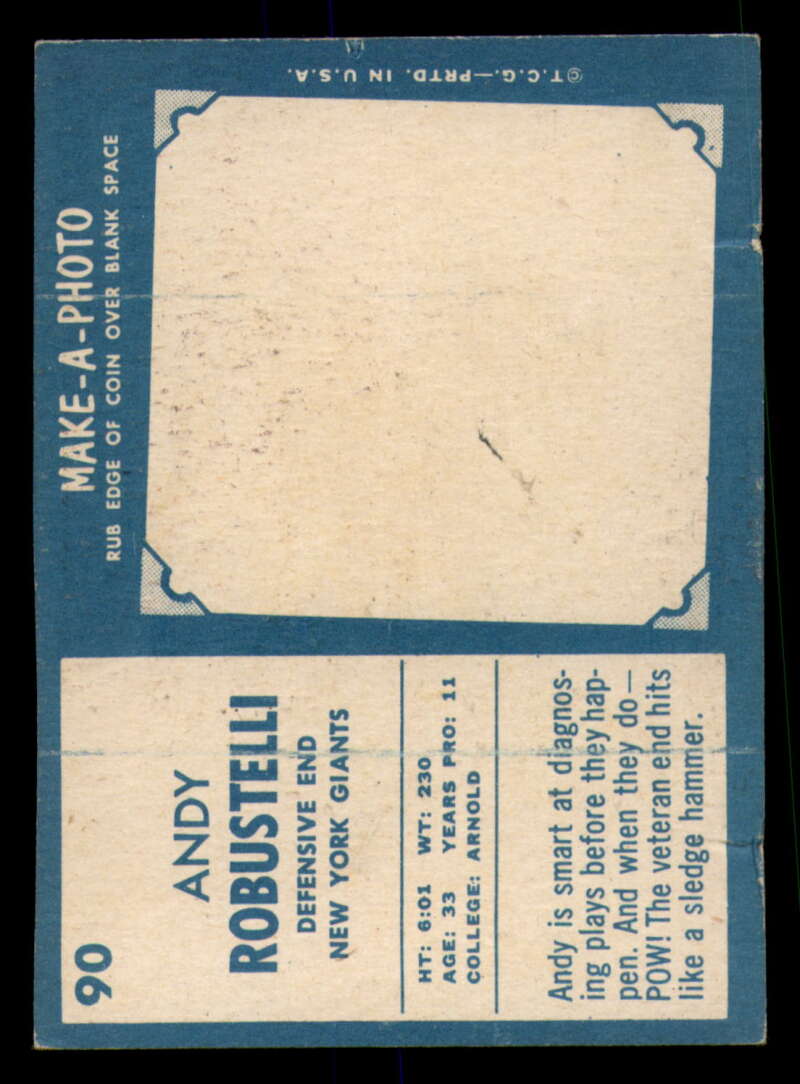 90
ANDY
ROBUSTELLI
DEFENSIVE END
NEW YORK GIANTS
HT: 6:01 WT: 230
AGE: 33 YEARS PRO: 11
COLLEGE: ARNOLD
Andy is smart at diagnos-
ing plays before they hap-
pen. And when they do—
POW! The veteran end hits
like a sledge hammer.
MAKE-A-PHOTO
RUB EDGE OF COIN OVER BLANK SPACE
©T.C.G.—PRTD. IN U.S.A.